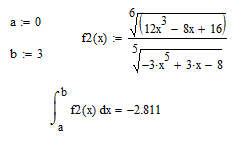 a := 0
b := 3
f2(x) := ⁶√(12x³ − 8x + 16) / ⁵√(−3·x⁵ + 3·x − 8)
∫ₐᵇ f2(x) dx = −2.811